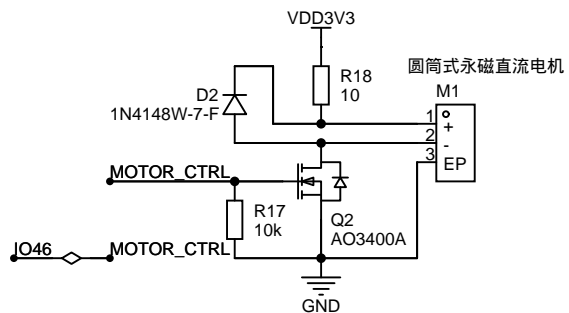 VDD3V3
圆筒式永磁直流电机
R18
10
M1
D2
1N4148W-7-F
1
+
2
-
3
EP
MOTOR_CTRL
R17
10k
Q2
AO3400A
IO46
MOTOR_CTRL
GND